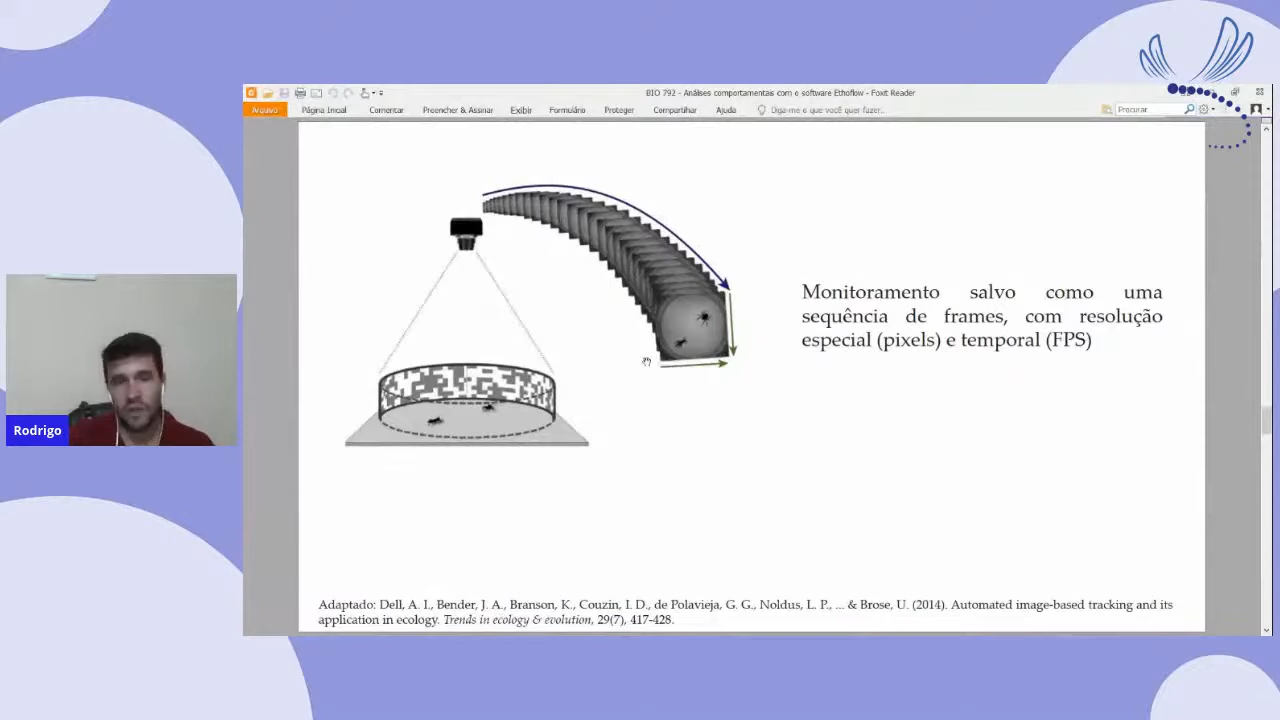 BIO 792 - Análises comportamentais com o software Ethoflow - Foxit Reader
Arquivo Página Inicial Comentar Preencher & Assinar Exibir Formulário Proteger Compartilhar Ajuda Diga-me o que você quer fazer... Procurar
Monitoramento salvo como uma
sequência de frames, com resolução
especial (pixels) e temporal (FPS)
Rodrigo
Adaptado: Dell, A. I., Bender, J. A., Branson, K., Couzin, I. D., de Polavieja, G. G., Noldus, L. P., ... & Brose, U. (2014). Automated image-based tracking and its
application in ecology. Trends in ecology & evolution, 29(7), 417-428.